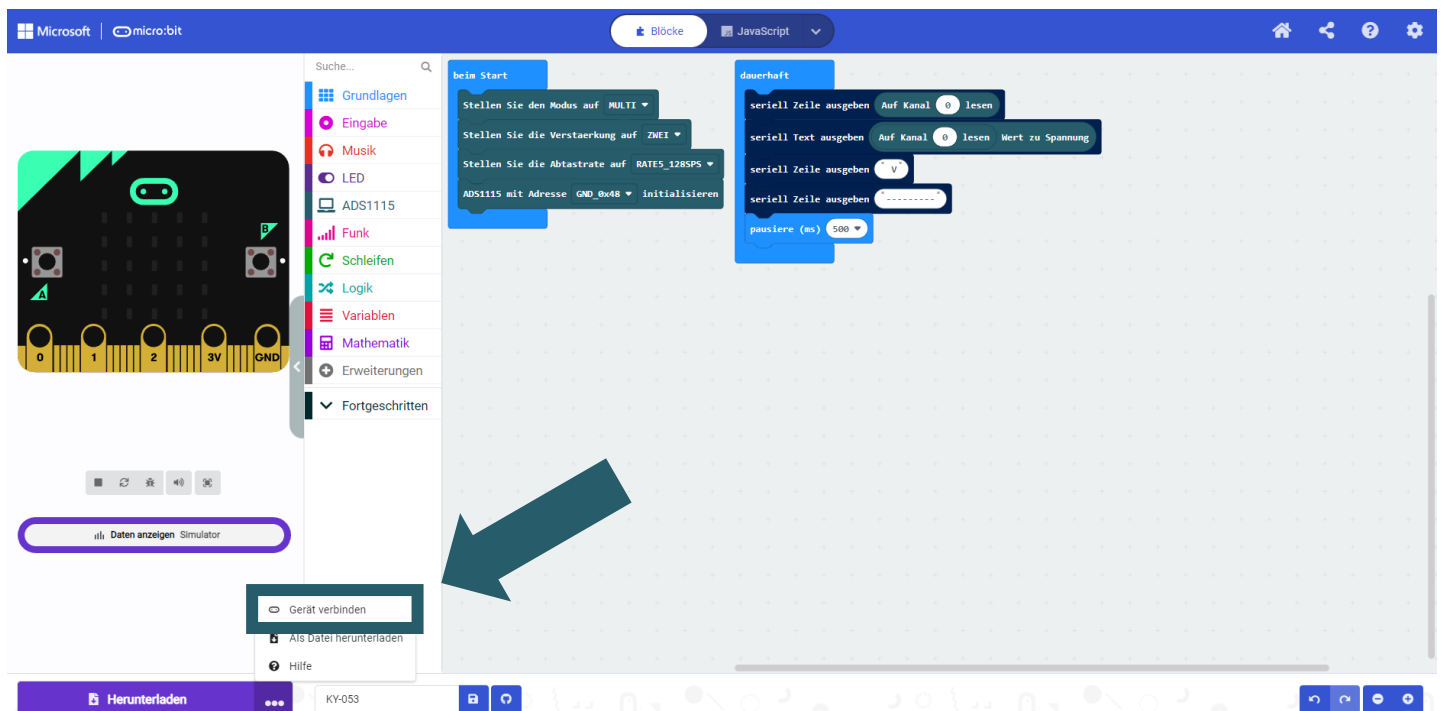 Microsoft micro:bit Blöcke JavaScript
Suche...
Grundlagen
Eingabe
Musik
LED
ADS1115
Funk
Schleifen
Logik
Variablen
Mathematik
Erweiterungen
Fortgeschritten
beim Start
Stellen Sie den Modus auf MULTI
Stellen Sie die Verstaerkung auf ZWEI
Stellen Sie die Abtastrate auf RATE5_128SPS
ADS1115 mit Adresse GND_0x48 initialisieren
dauerhaft
seriell Zeile ausgeben Auf Kanal 0 lesen
seriell Text ausgeben Auf Kanal 0 lesen Wert zu Spannung
seriell Zeile ausgeben " V "
seriell Zeile ausgeben "---------"
pausiere (ms) 500
B
A
0 1 2 3V GND
Daten anzeigen Simulator
Gerät verbinden
Als Datei herunterladen
Hilfe
Herunterladen ... KY-053